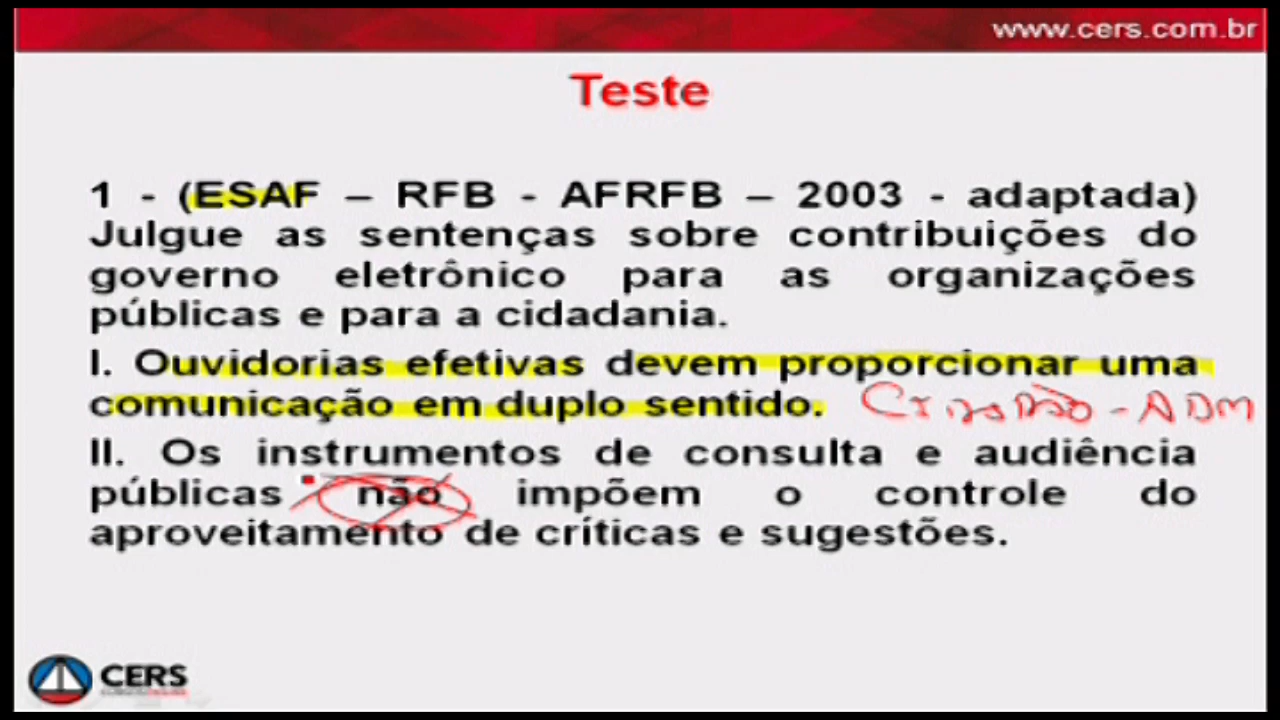 www.cers.com.br
Teste
1 - (ESAF – RFB - AFRFB – 2003 - adaptada)
Julgue as sentenças sobre contribuições do
governo eletrônico para as organizações
públicas e para a cidadania.
I. Ouvidorias efetivas devem proporcionar uma
comunicação em duplo sentido. - ADM
II. Os instrumentos de consulta e audiência
públicas não impõem o controle do
aproveitamento de críticas e sugestões.
CERS